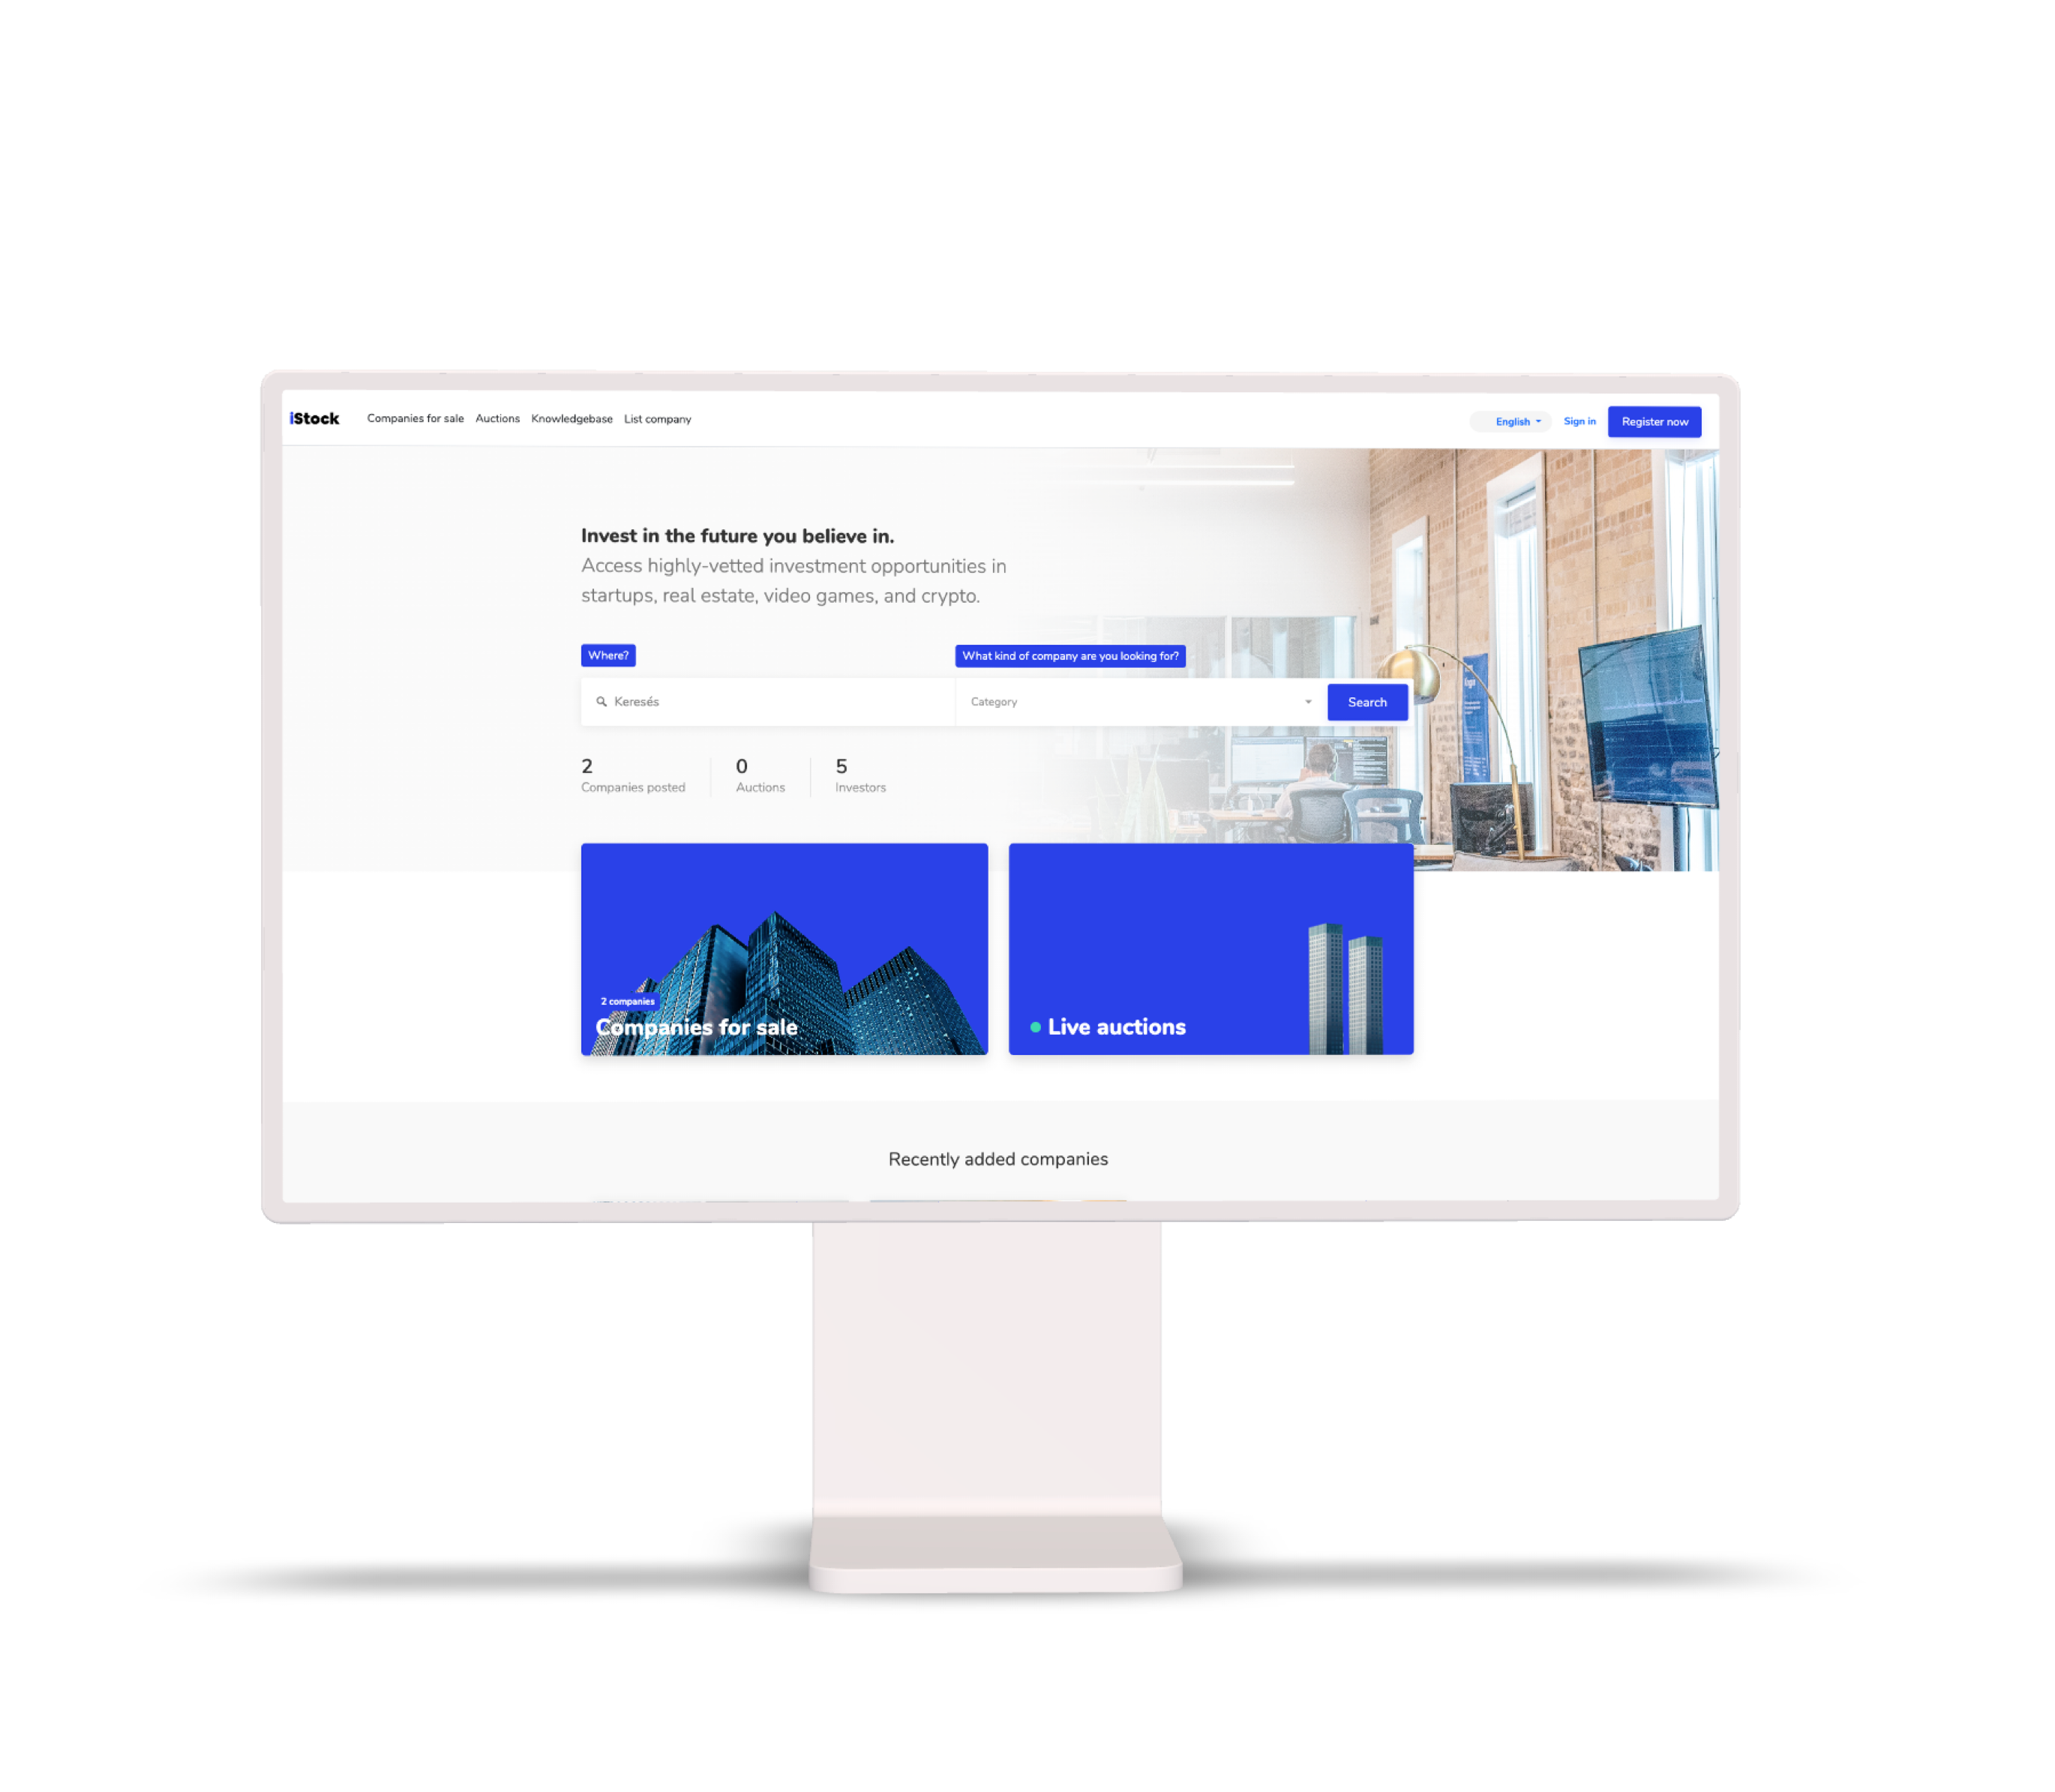 iStock
Companies for sale Auctions Knowledgebase List company
English Sign in Register now
Invest in the future you believe in.
Access highly-vetted investment opportunities in
startups, real estate, video games, and crypto.
Where? What kind of company are you looking for?
Keresés Category Search
2 0 5
Companies posted Auctions Investors
2 companies
Companies for sale
Live auctions
Recently added companies